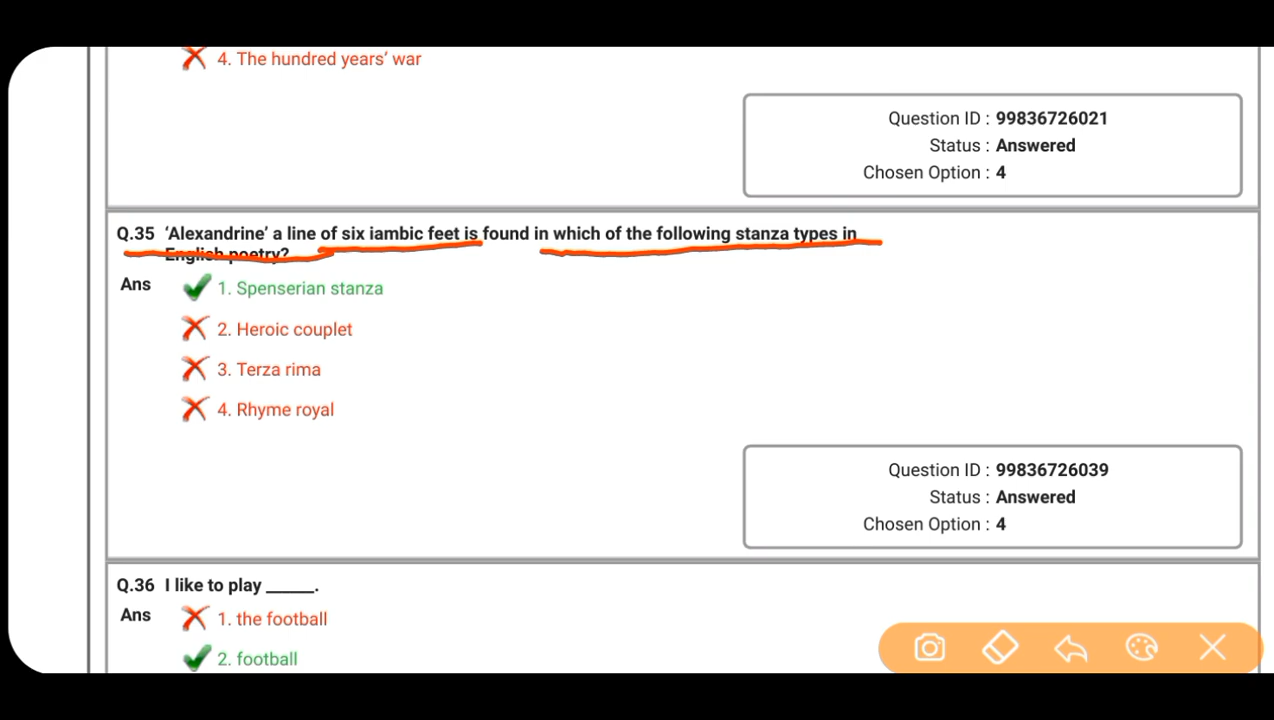 4. The hundred years' war
Question ID : 99836726021
Status : Answered
Chosen Option : 4
Q.35 ‘Alexandrine’ a line of six iambic feet is found in which of the following stanza types in
English poetry?
Ans 1. Spenserian stanza
2. Heroic couplet
3. Terza rima
4. Rhyme royal
Question ID : 99836726039
Status : Answered
Chosen Option : 4
Q.36 I like to play _____.
Ans 1. the football
2. football